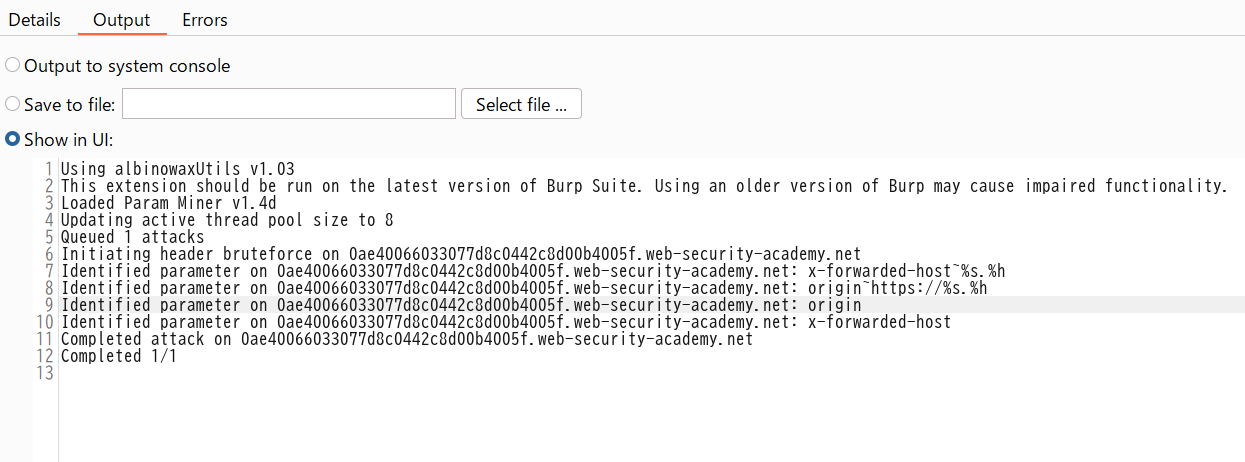 Details Output Errors
Output to system console
Save to file: Select file ...
Show in UI:
1 Using albinowaxUtils v1.03
2 This extension should be run on the latest version of Burp Suite. Using an older version of Burp may cause impaired functionality.
3 Loaded Param Miner v1.4d
4 Updating active thread pool size to 8
5 Queued 1 attacks
6 Initiating header bruteforce on 0ae40066033077d8c0442c8d00b4005f.web-security-academy.net
7 Identified parameter on 0ae40066033077d8c0442c8d00b4005f.web-security-academy.net: x-forwarded-host~%s.%h
8 Identified parameter on 0ae40066033077d8c0442c8d00b4005f.web-security-academy.net: origin~https://%s.%h
9 Identified parameter on 0ae40066033077d8c0442c8d00b4005f.web-security-academy.net: origin
10 Identified parameter on 0ae40066033077d8c0442c8d00b4005f.web-security-academy.net: x-forwarded-host
11 Completed attack on 0ae40066033077d8c0442c8d00b4005f.web-security-academy.net
12 Completed 1/1
13